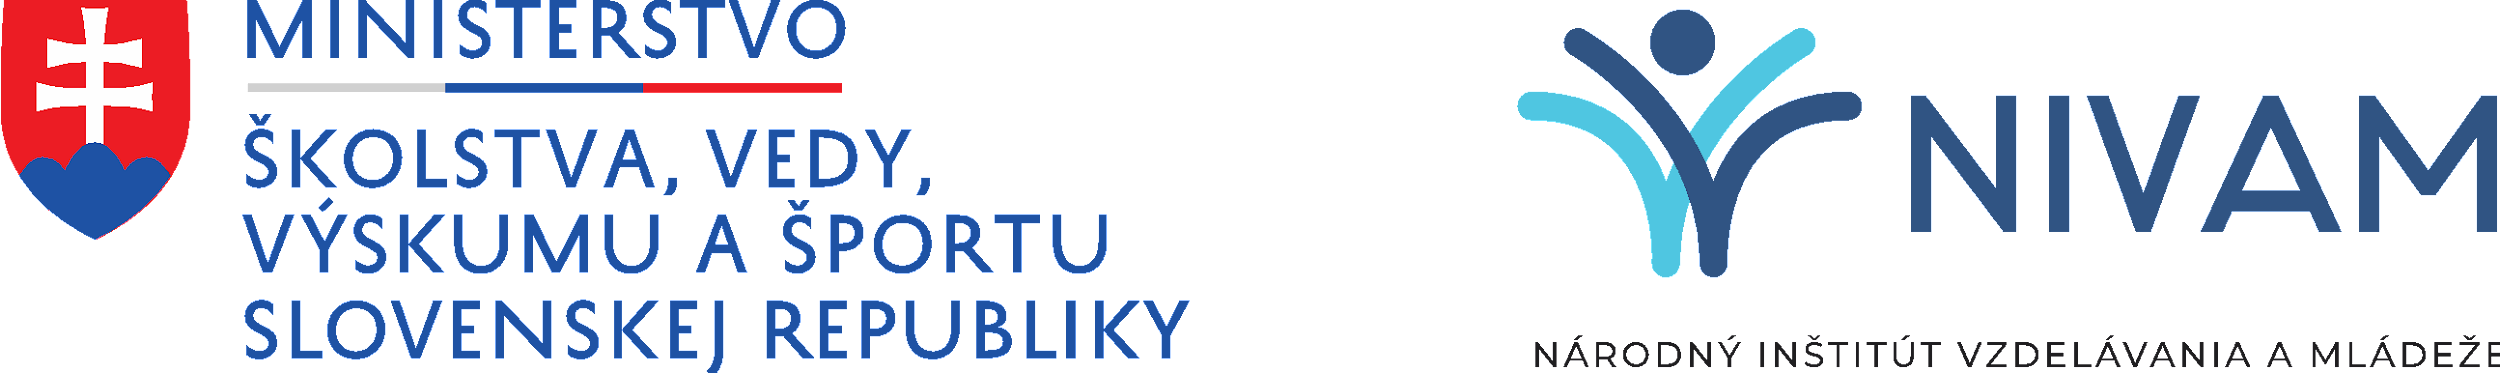 MINISTERSTVO
ŠKOLSTVA, VEDY,
VÝSKUMU A ŠPORTU
SLOVENSKEJ REPUBLIKY
NIVAM
NÁRODNÝ INŠTITÚT VZDELÁVANIA A MLÁDEŽE